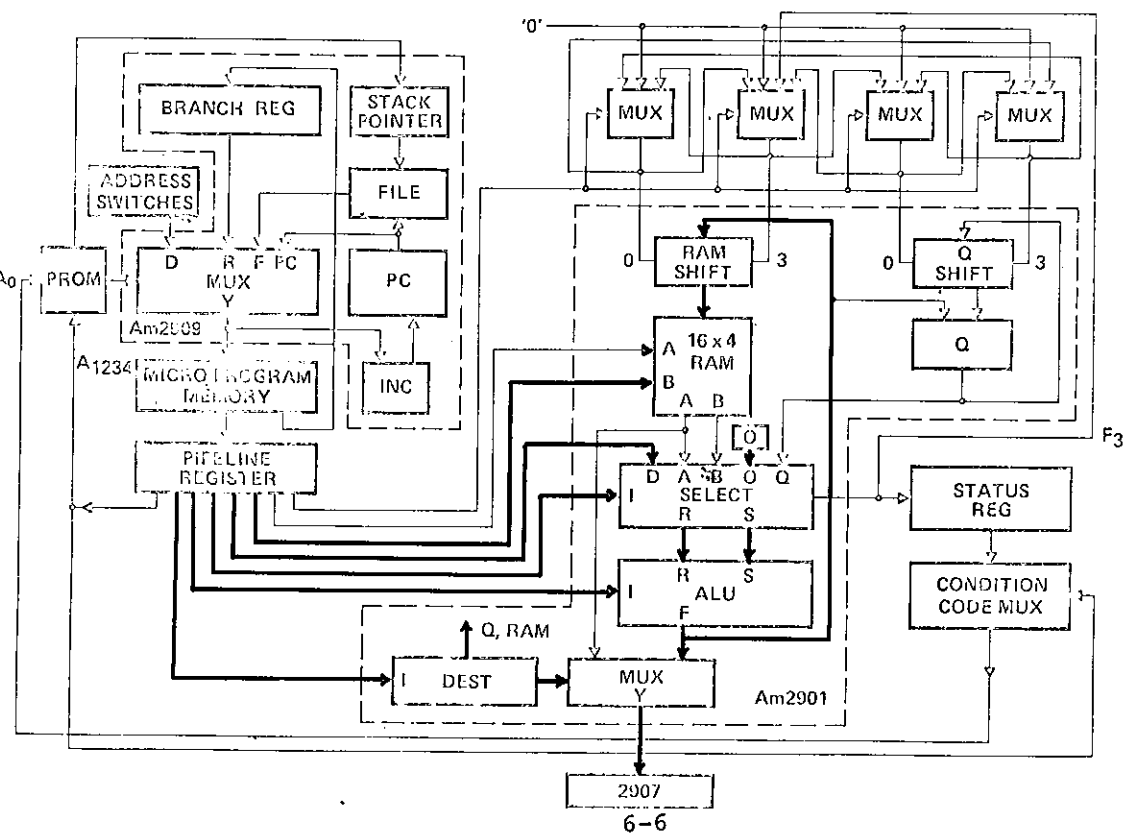 '0'
BRANCH REG
STACK
POINTER
MUX
MUX
MUX
MUX
ADDRESS
SWITCHES
FILE
A0
PROM
D R F PC
MUX
Y
PC
0
RAM
SHIFT
3
0
Q
SHIFT
3
Am2909
A1234
MICROPROGRAM
MEMORY
INC
A
B
16 x 4
RAM
A B
Q
0
F3
PIPELINE
REGISTER
D A B O Q
I
SELECT
R S
STATUS
REG
R S
I
ALU
F
CONDITION
CODE MUX
Q, RAM
I
DEST
MUX
Y
Am2901
2907
6-6